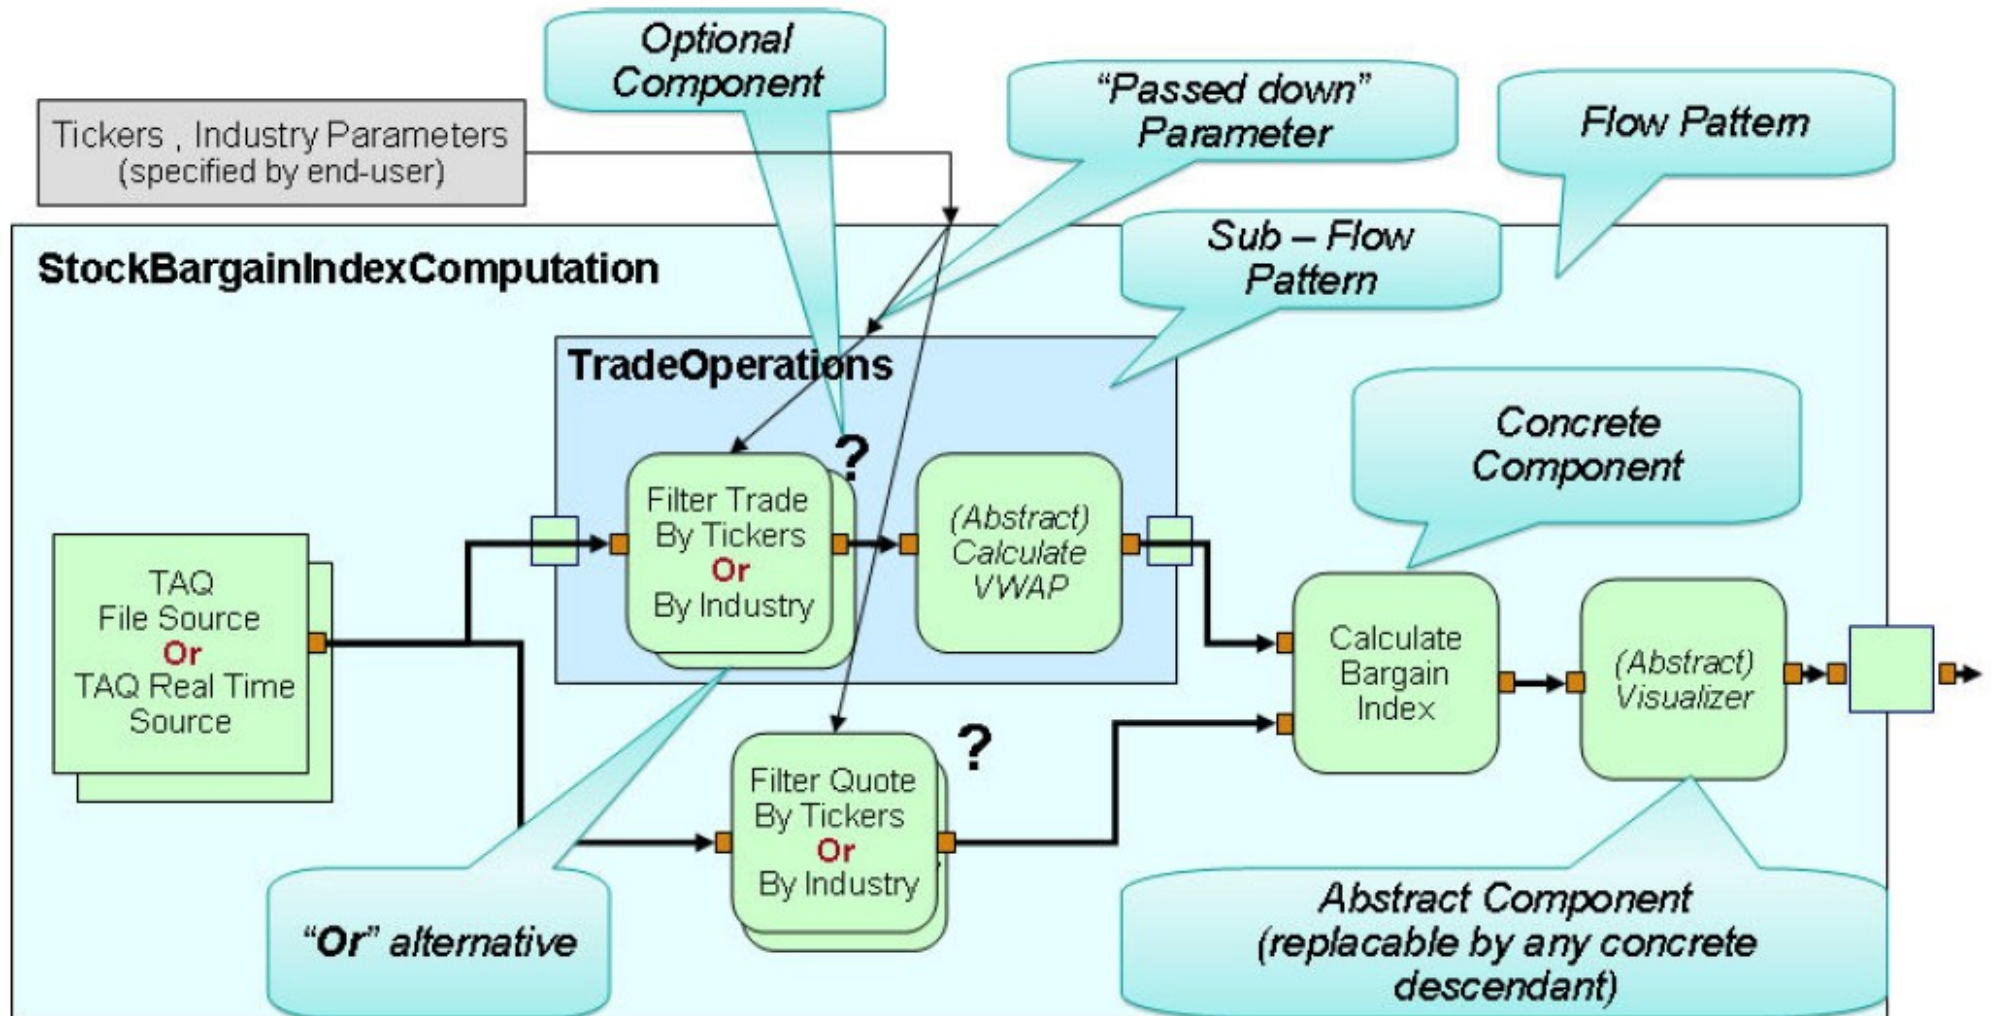 Optional
Component
“Passed down”
Parameter
Flow Pattern
Tickers , Industry Parameters
(specified by end-user)
Sub – Flow
Pattern
StockBargainIndexComputation
TradeOperations
Concrete
Component
?
Filter Trade
By Tickers
Or
By Industry
(Abstract)
Calculate
VWAP
TAQ
File Source
Or
TAQ Real Time
Source
Calculate
Bargain
Index
(Abstract)
Visualizer
?
Filter Quote
By Tickers
Or
By Industry
“Or” alternative
Abstract Component
(replacable by any concrete
descendant)